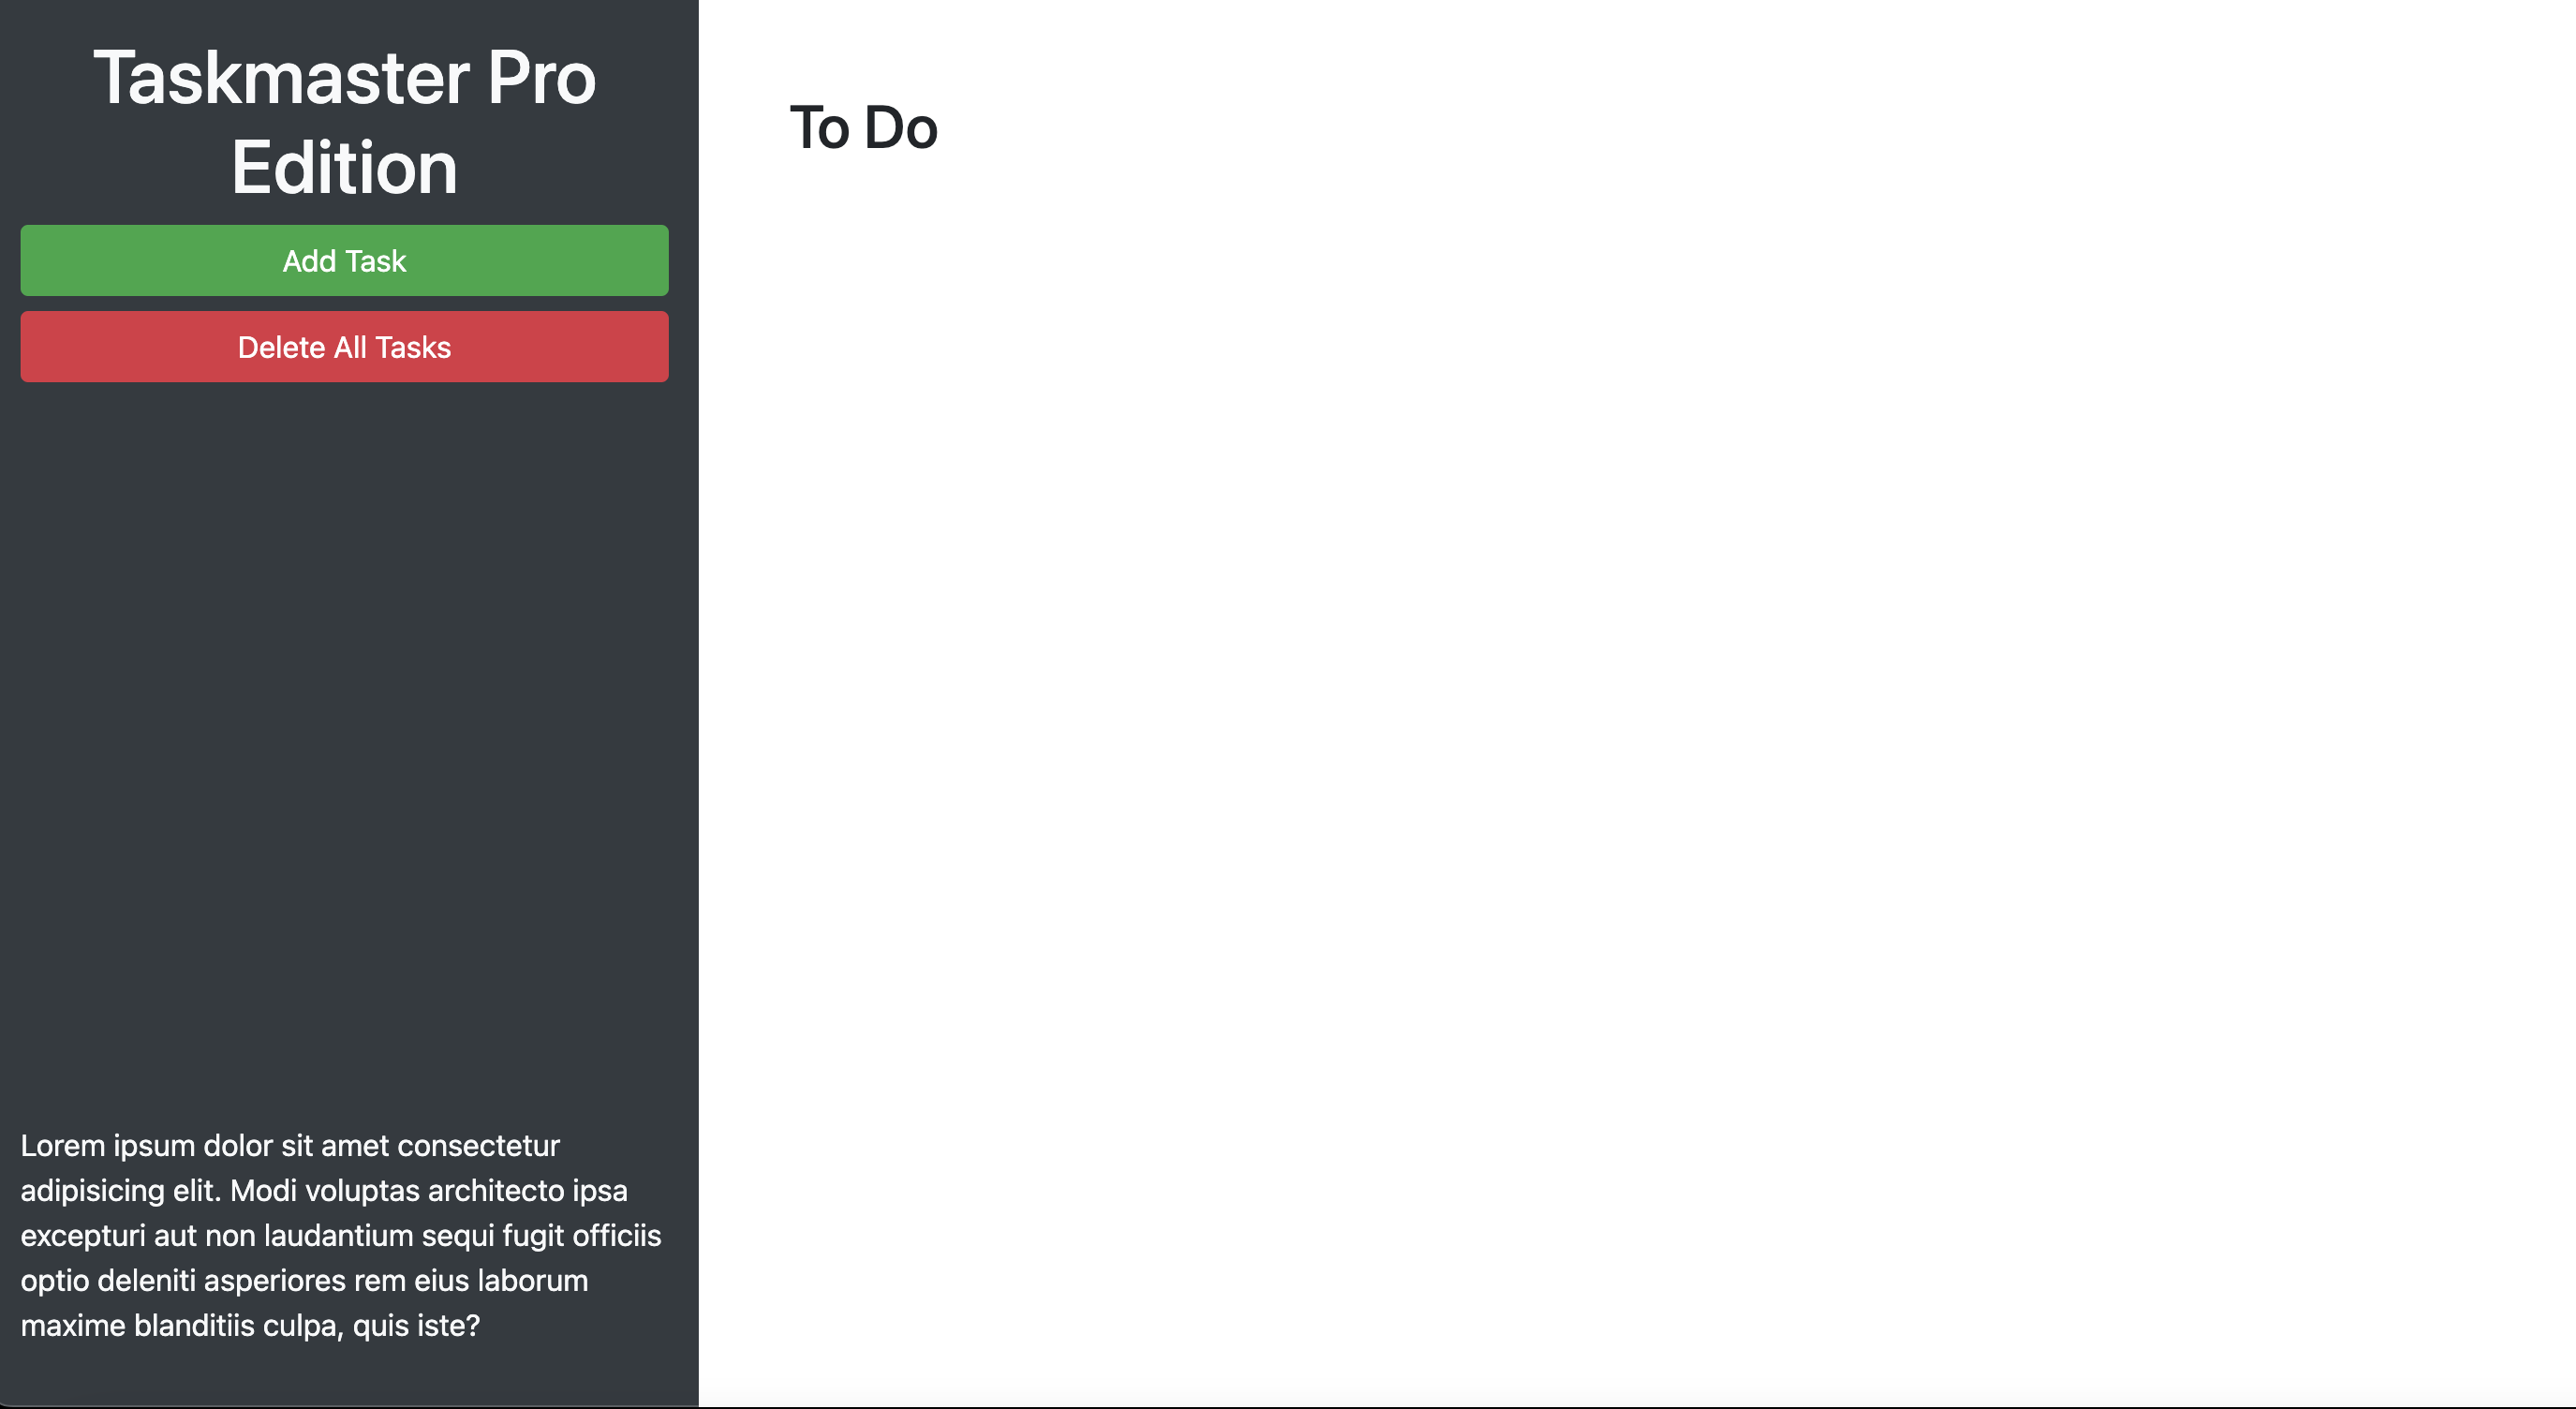 Taskmaster Pro
Edition
Add Task
Delete All Tasks
Lorem ipsum dolor sit amet consectetur
adipisicing elit. Modi voluptas architecto ipsa
excepturi aut non laudantium sequi fugit officiis
optio deleniti asperiores rem eius laborum
maxime blanditiis culpa, quis iste?
To Do